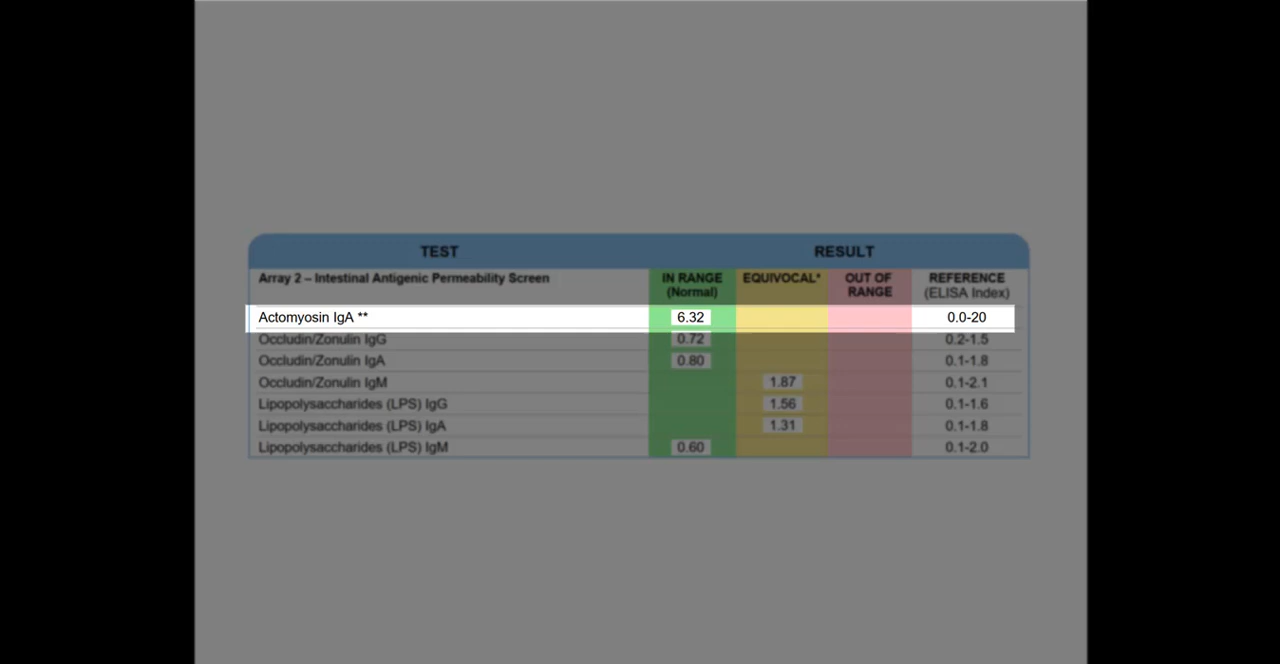 TEST RESULT
Array 2 – Intestinal Antigenic Permeability Screen IN RANGE (Normal) EQUIVOCAL* OUT OF RANGE REFERENCE (ELISA Index)
Actomyosin IgA ** 6.32 0.0-20
Occludin/Zonulin IgG 0.72 0.2-1.5
Occludin/Zonulin IgA 0.80 0.1-1.8
Occludin/Zonulin IgM 1.87 0.1-2.1
Lipopolysaccharides (LPS) IgG 1.56 0.1-1.6
Lipopolysaccharides (LPS) IgA 1.31 0.1-1.8
Lipopolysaccharides (LPS) IgM 0.60 0.1-2.0